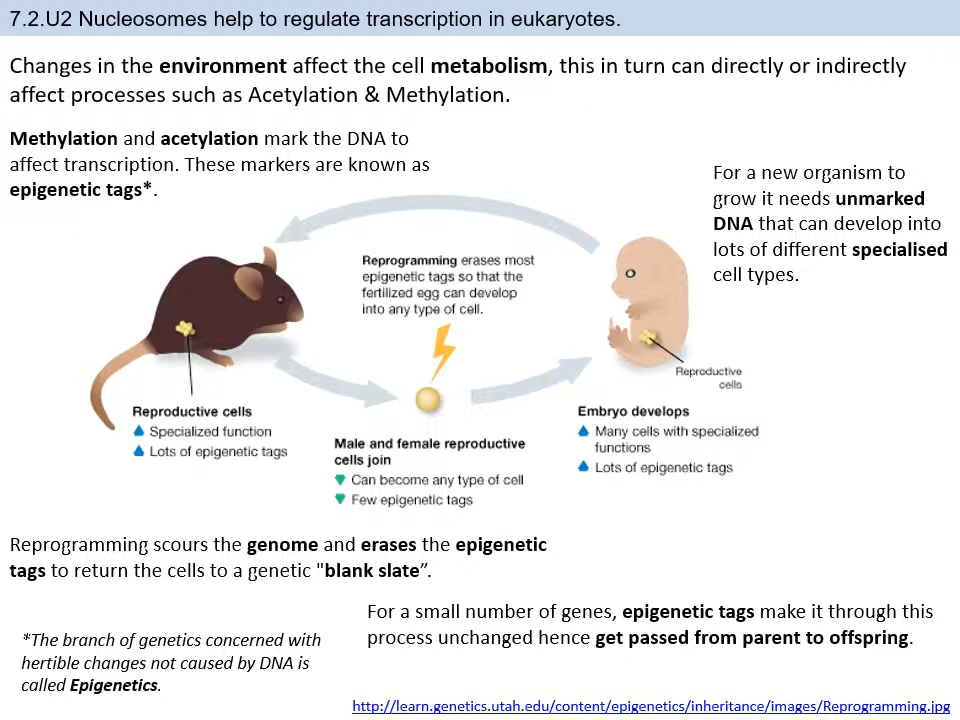 7.2.U2 Nucleosomes help to regulate transcription in eukaryotes.
Changes in the environment affect the cell metabolism, this in turn can directly or indirectly
affect processes such as Acetylation & Methylation.
Methylation and acetylation mark the DNA to
affect transcription. These markers are known as
epigenetic tags*.
For a new organism to
grow it needs unmarked
DNA that can develop into
lots of different specialised
cell types.
Reprogramming erases most
epigenetic tags so that the
fertilized egg can develop
into any type of cell.
Reproductive
cells
Reproductive cells
Specialized function
Lots of epigenetic tags
Male and female reproductive
cells join
Can become any type of cell
Few epigenetic tags
Embryo develops
Many cells with specialized
functions
Lots of epigenetic tags
Reprogramming scours the genome and erases the epigenetic
tags to return the cells to a genetic "blank slate”.
For a small number of genes, epigenetic tags make it through this
process unchanged hence get passed from parent to offspring.
*The branch of genetics concerned with
hertible changes not caused by DNA is
called Epigenetics.
http://learn.genetics.utah.edu/content/epigenetics/inheritance/images/Reprogramming.jpg